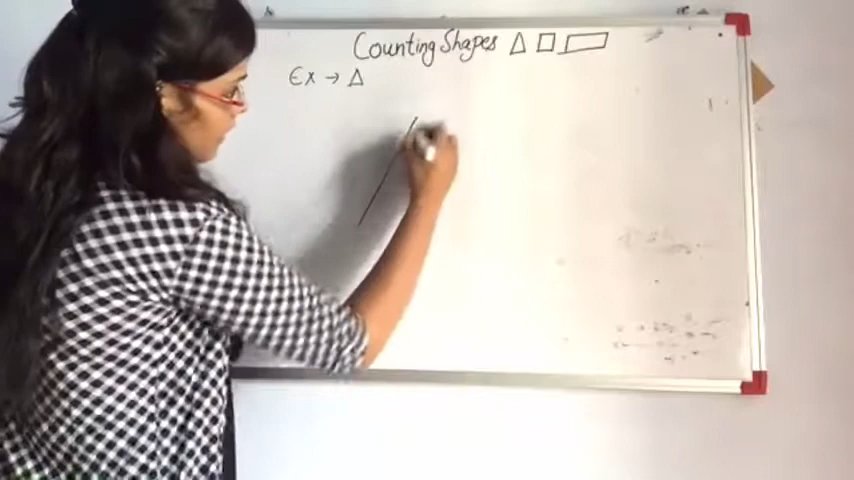 Counting Shapes △ □ ▭
Ex → △